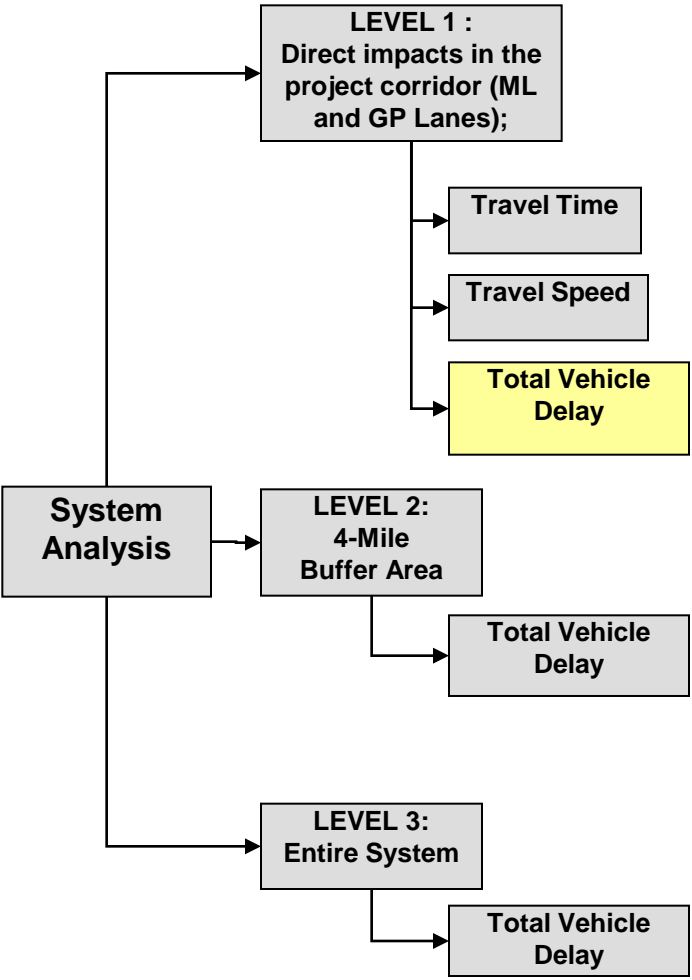 LEVEL 1 :
Direct impacts in the
project corridor (ML
and GP Lanes);
Travel Time
Travel Speed
Total Vehicle
Delay
System
Analysis
LEVEL 2:
4-Mile
Buffer Area
Total Vehicle
Delay
LEVEL 3:
Entire System
Total Vehicle
Delay